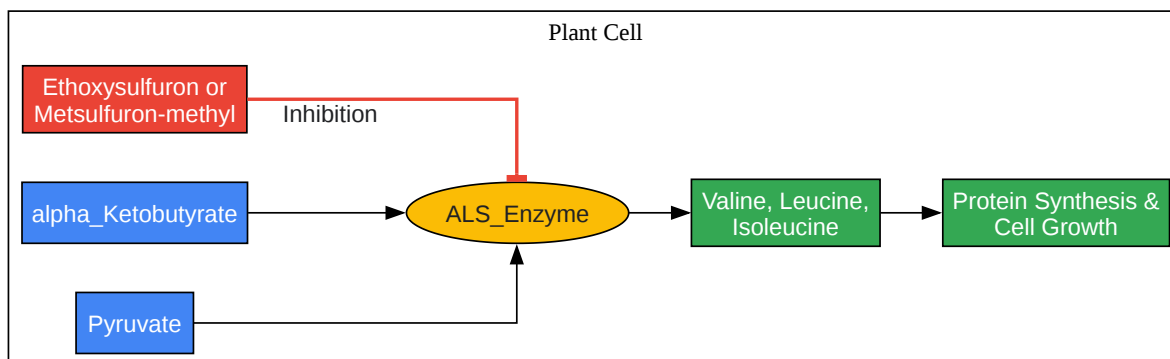 Plant Cell
Ethoxysulfuron or
Metsulfuron-methyl
Inhibition
alpha_Ketobutyrate
ALS_Enzyme
Valine, Leucine,
Isoleucine
Protein Synthesis &
Cell Growth
Pyruvate